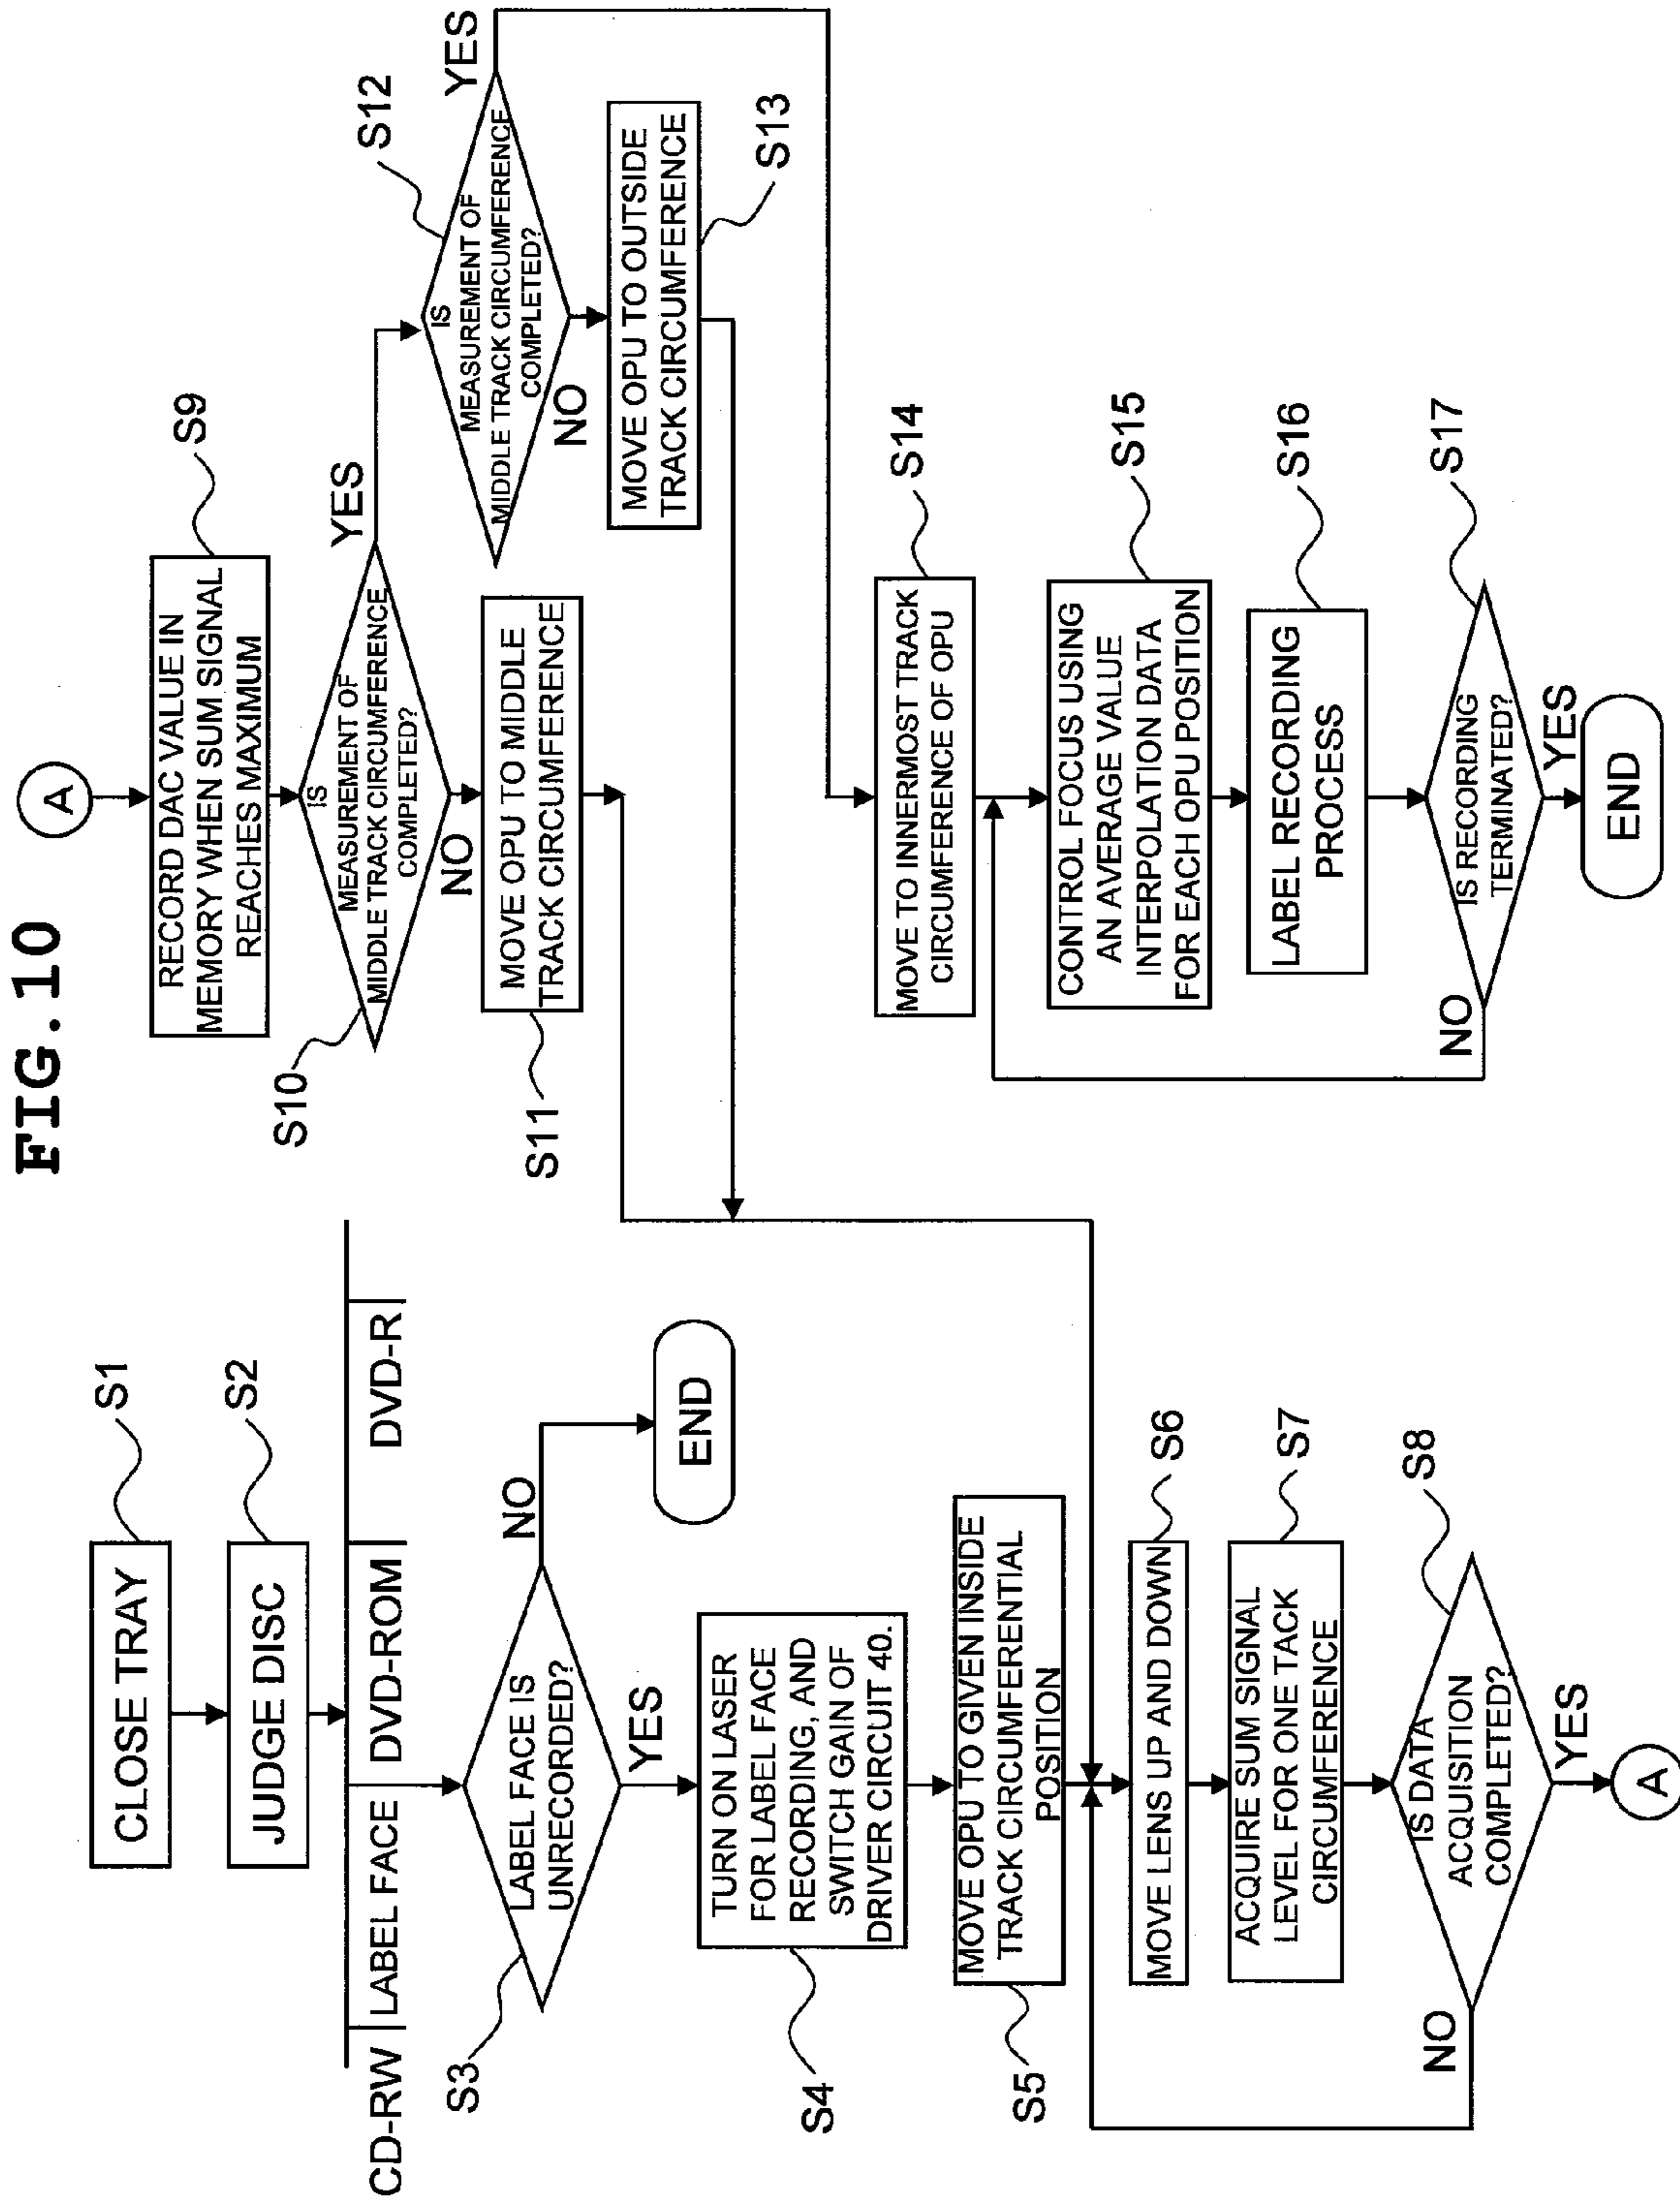 FIG.10
CLOSE TRAY
S1
JUDGE DISC
S2
CD-RW
LABEL FACE
DVD-ROM
DVD-R
LABEL FACE IS
UNRECORDED?
S3
NO
END
YES
TURN ON LASER
FOR LABEL FACE
RECORDING, AND
SWITCH GAIN OF
DRIVER CIRCUIT 40.
S4
MOVE OPU TO GIVEN INSIDE
TRACK CIRCUMFERENTIAL
POSITION
S5
MOVE LENS UP AND DOWN
S6
ACQUIRE SUM SIGNAL
LEVEL FOR ONE TACK
CIRCUMFERENCE
S7
IS DATA
ACQUISITION
COMPLETED?
S8
NO
YES
A
A
RECORD DAC VALUE IN
MEMORY WHEN SUM SIGNAL
REACHES MAXIMUM
S9
IS
MEASUREMENT OF
MIDDLE TRACK CIRCUMFERENCE
COMPLETED?
S10
YES
NO
MOVE OPU TO MIDDLE
TRACK CIRCUMFERENCE
S11
IS
MEASUREMENT OF
MIDDLE TRACK CIRCUMFERENCE
COMPLETED?
S12
YES
NO
MOVE OPU TO OUTSIDE
TRACK CIRCUMFERENCE
S13
MOVE TO INNERMOST TRACK
CIRCUMFERENCE OF OPU
S14
CONTROL FOCUS USING
AN AVERAGE VALUE
INTERPOLATION DATA
FOR EACH OPU POSITION
S15
LABEL RECORDING
PROCESS
S16
IS RECORDING
TERMINATED?
S17
NO
YES
END